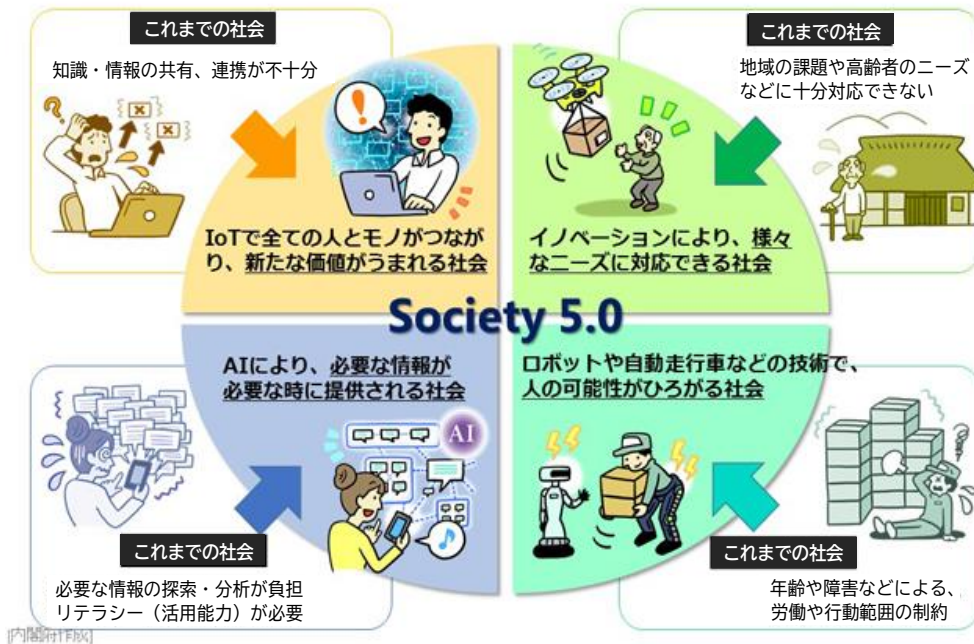 これまでの社会
知識・情報の共有、連携が不十分
IoTで全ての人とモノがつなが
り、新たな価値がうまれる社会
これまでの社会
地域の課題や高齢者のニーズ
などに十分対応できない
イノベーションにより、様々
なニーズに対応できる社会
Society 5.0
AIにより、必要な情報が
必要な時に提供される社会
AI
これまでの社会
必要な情報の探索・分析が負担
リテラシー（活用能力）が必要
ロボットや自動走行車などの技術で、
人の可能性がひろがる社会
これまでの社会
年齢や障害などによる、
労働や行動範囲の制約
[内閣府作成]